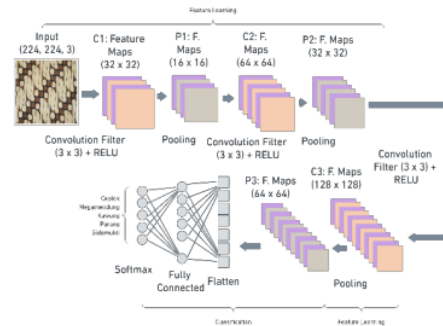 Feature Learning
Input
(224, 224, 3)
C1: Feature
Maps
(32 x 32)
P1: F.
Maps
(16 x 16)
C2: F.
Maps
(64 x 64)
P2: F. Maps
(32 x 32)
Convolution Filter
(3 x 3) + RELU
Pooling
Convolution Filter
(3 x 3) + RELU
Pooling
Convolution
Filter (3 x 3) +
RELU
C3: F. Maps
(128 x 128)
P3: F. Maps
(64 x 64)
Pooling
Ceplok
Megamendung
Kawung
Parang
Sidomukti
Softmax
Fully
Connected
Flatten
Classification
Feature Learning